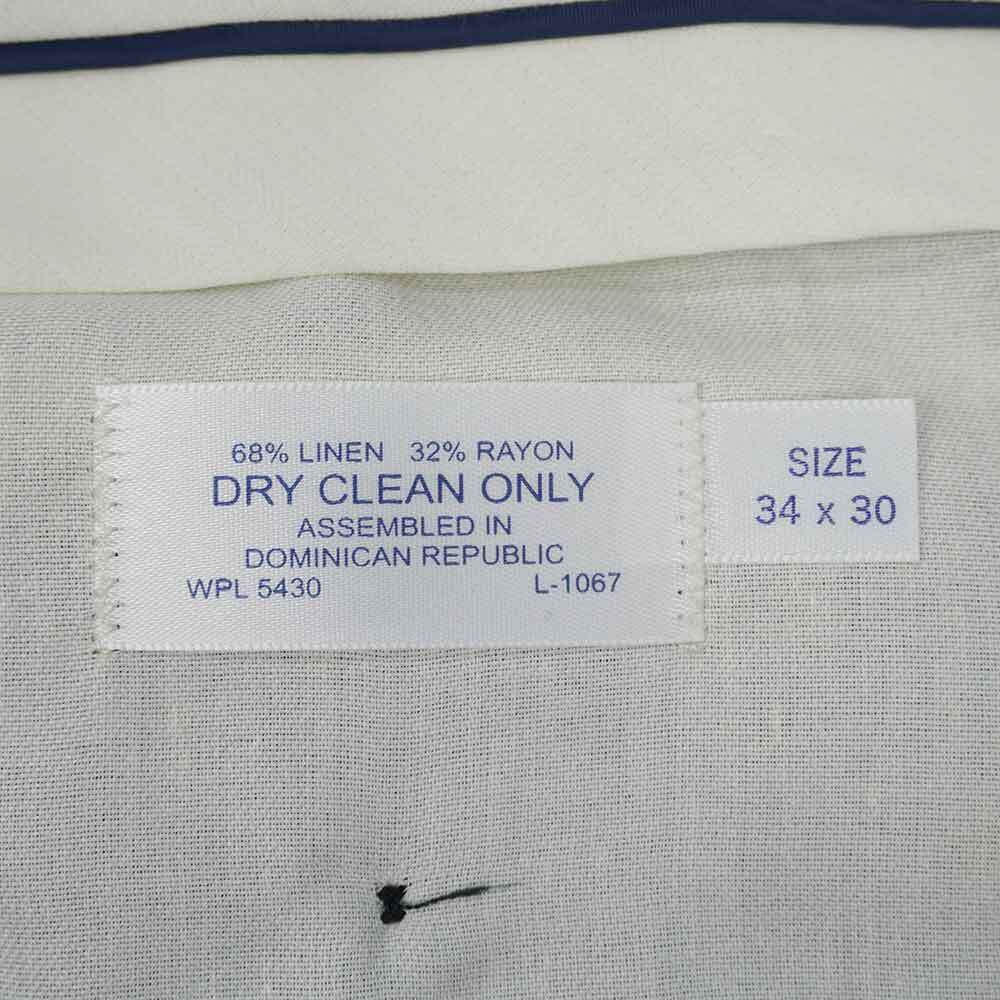 68% LINEN 32% RAYON
DRY CLEAN ONLY
ASSEMBLED IN
DOMINICAN REPUBLIC
WPL 5430 L-1067
SIZE
34 x 30